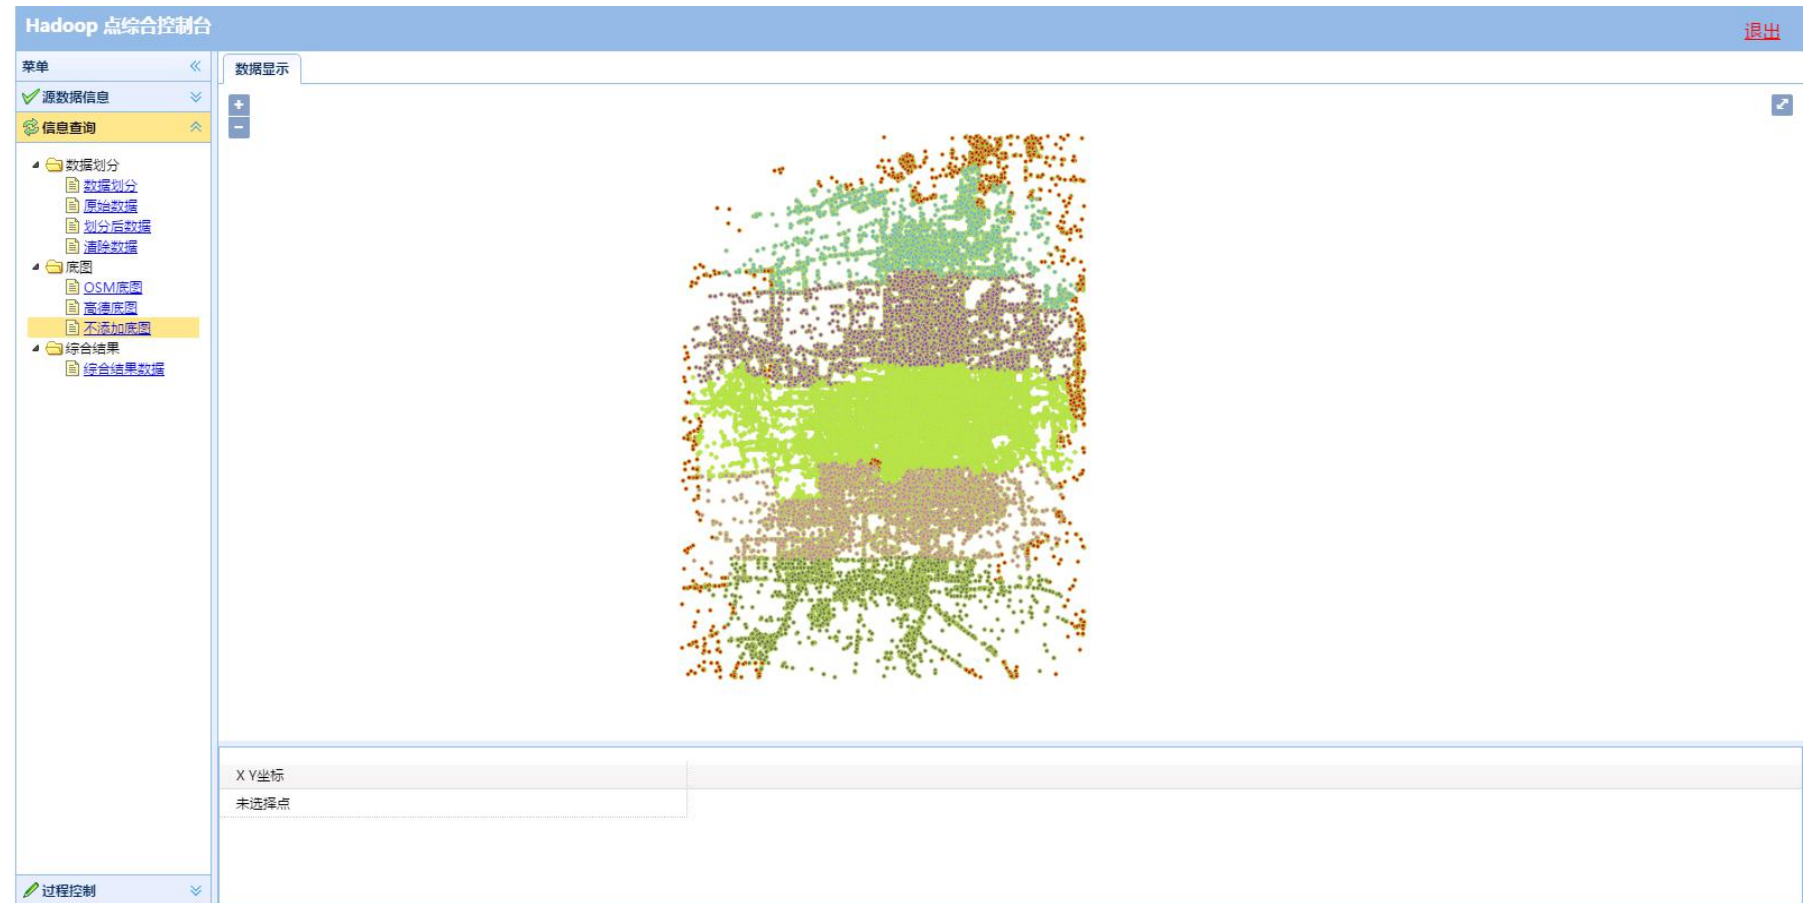 Hadoop 点综合控制台
退出
菜单
数据显示
源数据信息
信息查询
数据划分
数据划分
原始数据
划分后数据
清除数据
底图
OSM底图
高德底图
不添加底图
综合结果
综合结果数据
X Y坐标
未选择点
过程控制